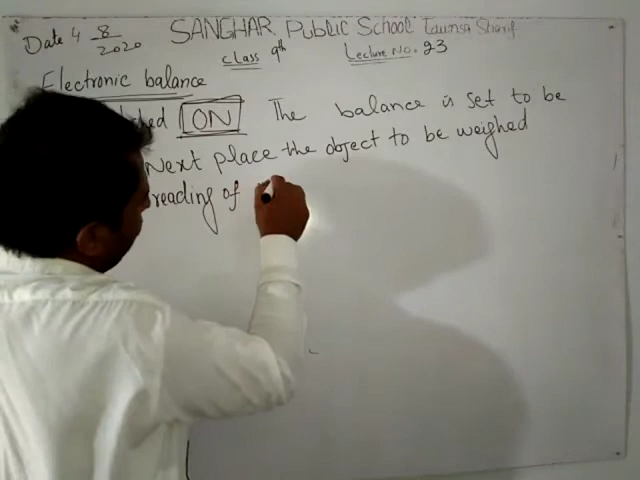 Date 4 8/2020 SANGHAR Public School Taunsa Sharif
Class 9th Lecture No. 23
Electronic balance
ON The balance is set to be
Next place the object to be weighed
reading of